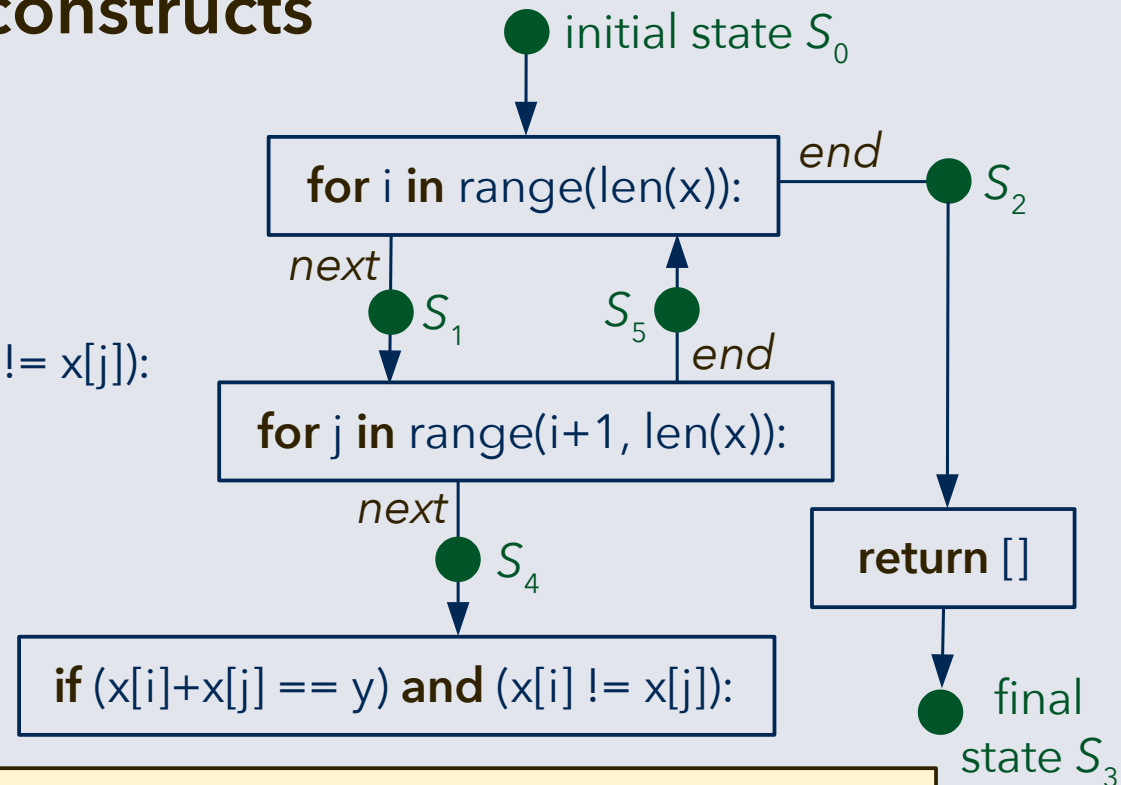 constructs
initial state S₀
for i in range(len(x)):
end
S₂
next
S₁
S₅
end
!= x[j]):
for j in range(i+1, len(x)):
next
S₄
return []
if (x[i]+x[j] == y) and (x[i] != x[j]):
final
state S₃